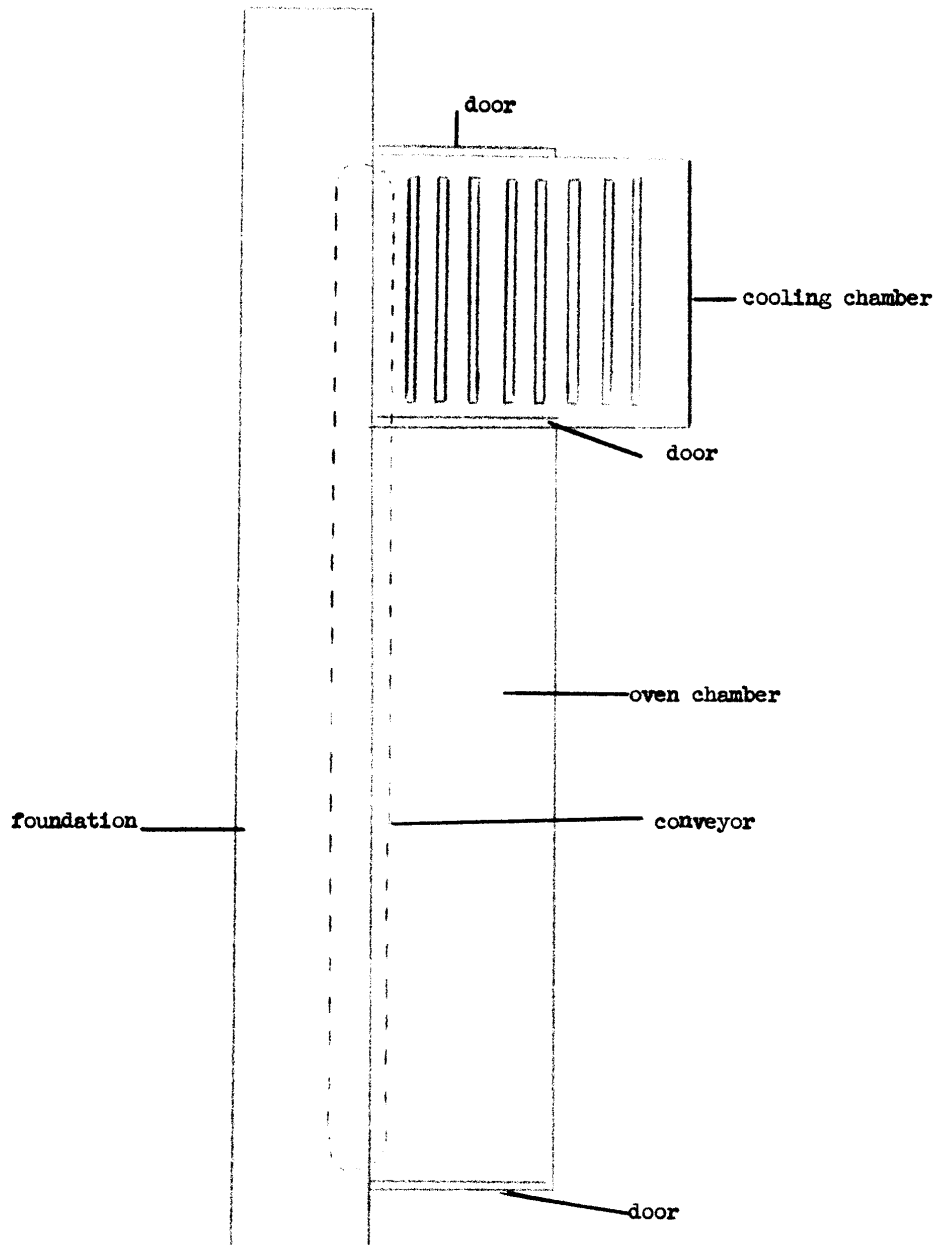 door
cooling chamber
door
oven chamber
foundation
conveyor
door